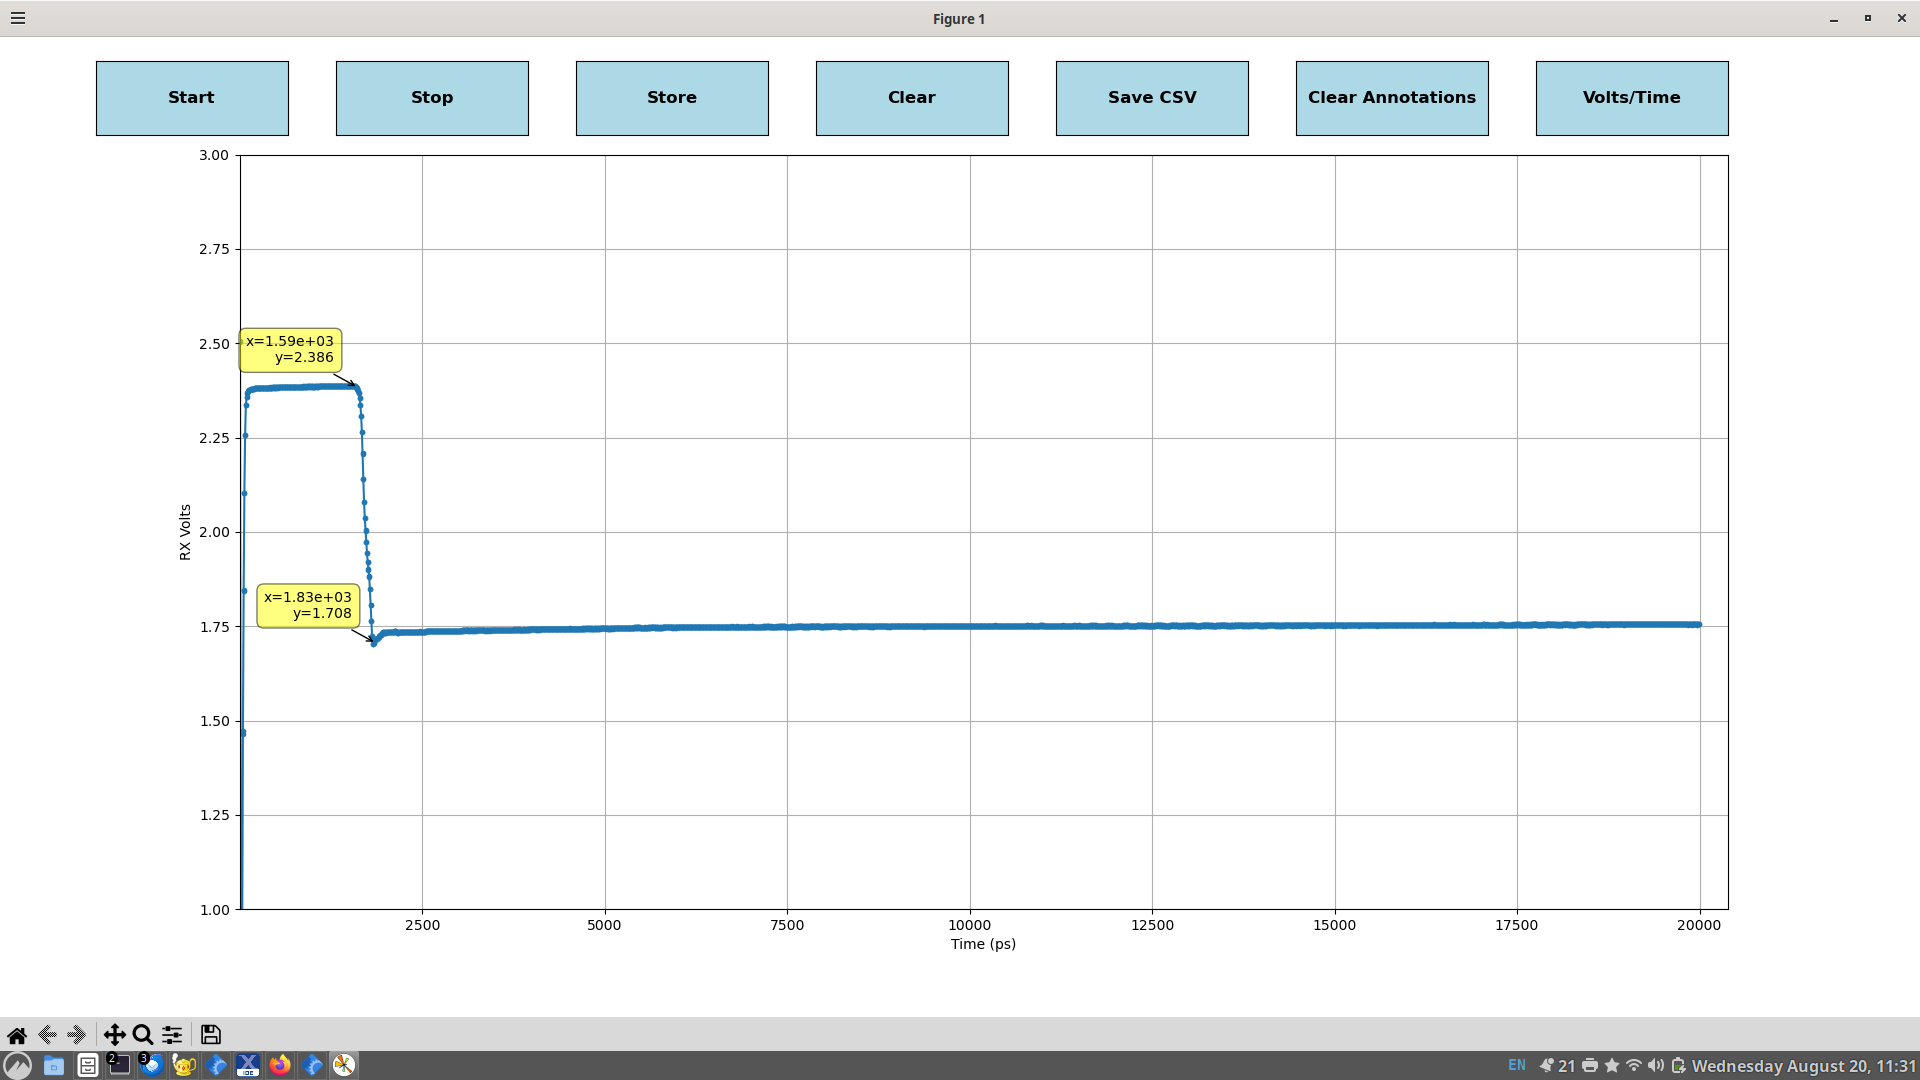 Figure 1
Start
Stop
Store
Clear
Save CSV
Clear Annotations
Volts/Time
3.00
2.75
2.50
2.25
2.00
1.75
1.50
1.25
1.00
RX Volts
x=1.59e+03
y=2.386
x=1.83e+03
y=1.708
2500
5000
7500
10000
12500
15000
17500
20000
Time (ps)
2
3
X
IDE
EN
21
Wednesday August 20, 11:31